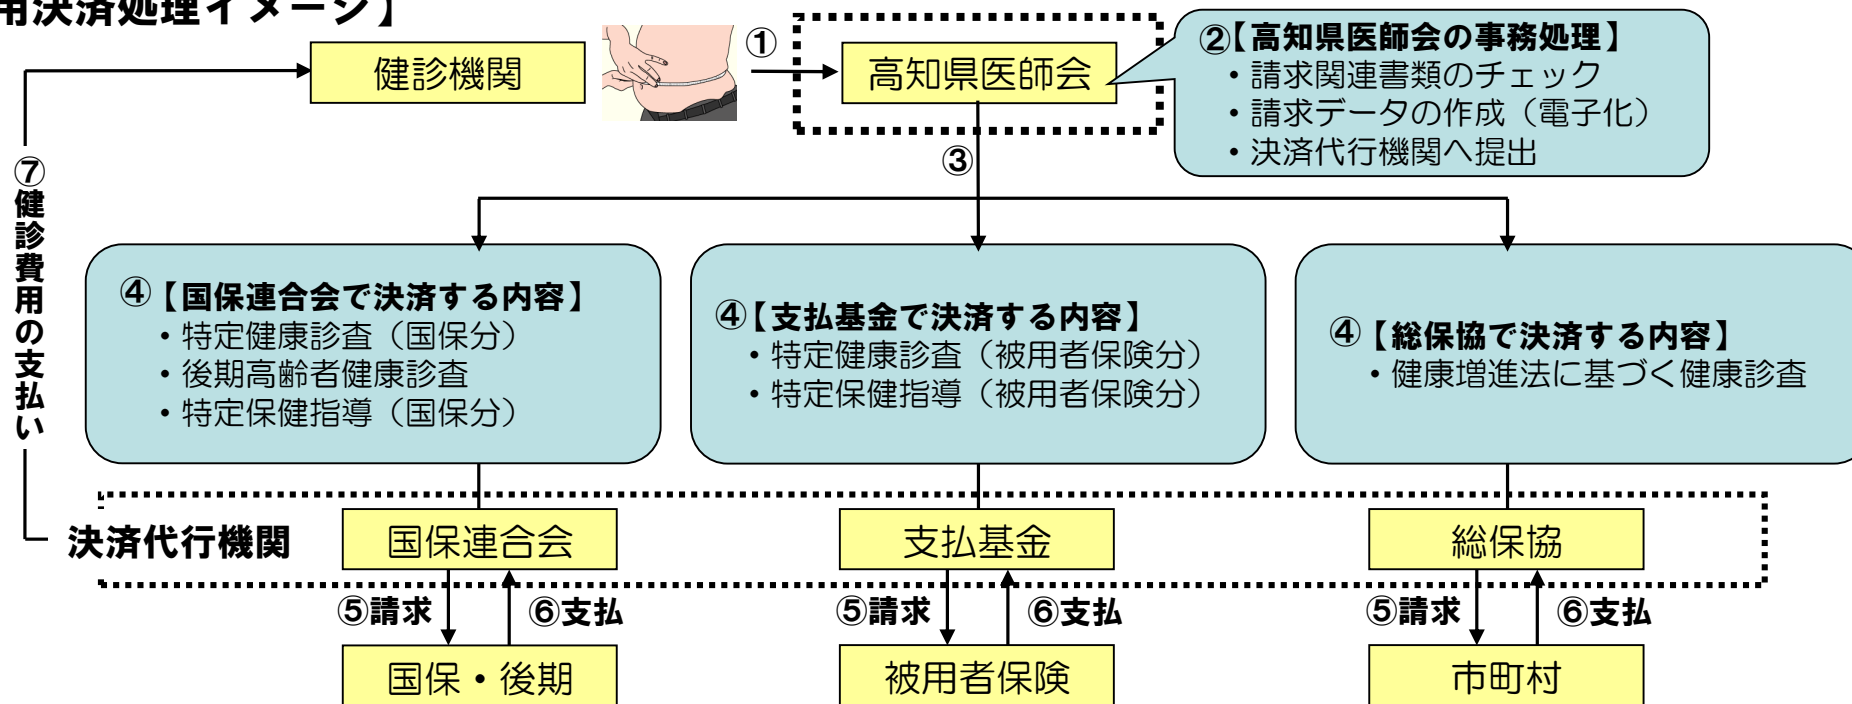 用決済処理イメージ】
健診機関
①
高知県医師会
②【高知県医師会の事務処理】
・請求関連書類のチェック
・請求データの作成（電子化）
・決済代行機関へ提出
③
⑦健診費用の支払い
④【国保連合会で決済する内容】
・特定健康診査（国保分）
・後期高齢者健康診査
・特定保健指導（国保分）
④【支払基金で決済する内容】
・特定健康診査（被用者保険分）
・特定保健指導（被用者保険分）
④【総保協で決済する内容】
・健康増進法に基づく健康診査
決済代行機関
国保連合会
支払基金
総保協
⑤請求
⑥支払
⑤請求
⑥支払
⑤請求
⑥支払
国保・後期
被用者保険
市町村